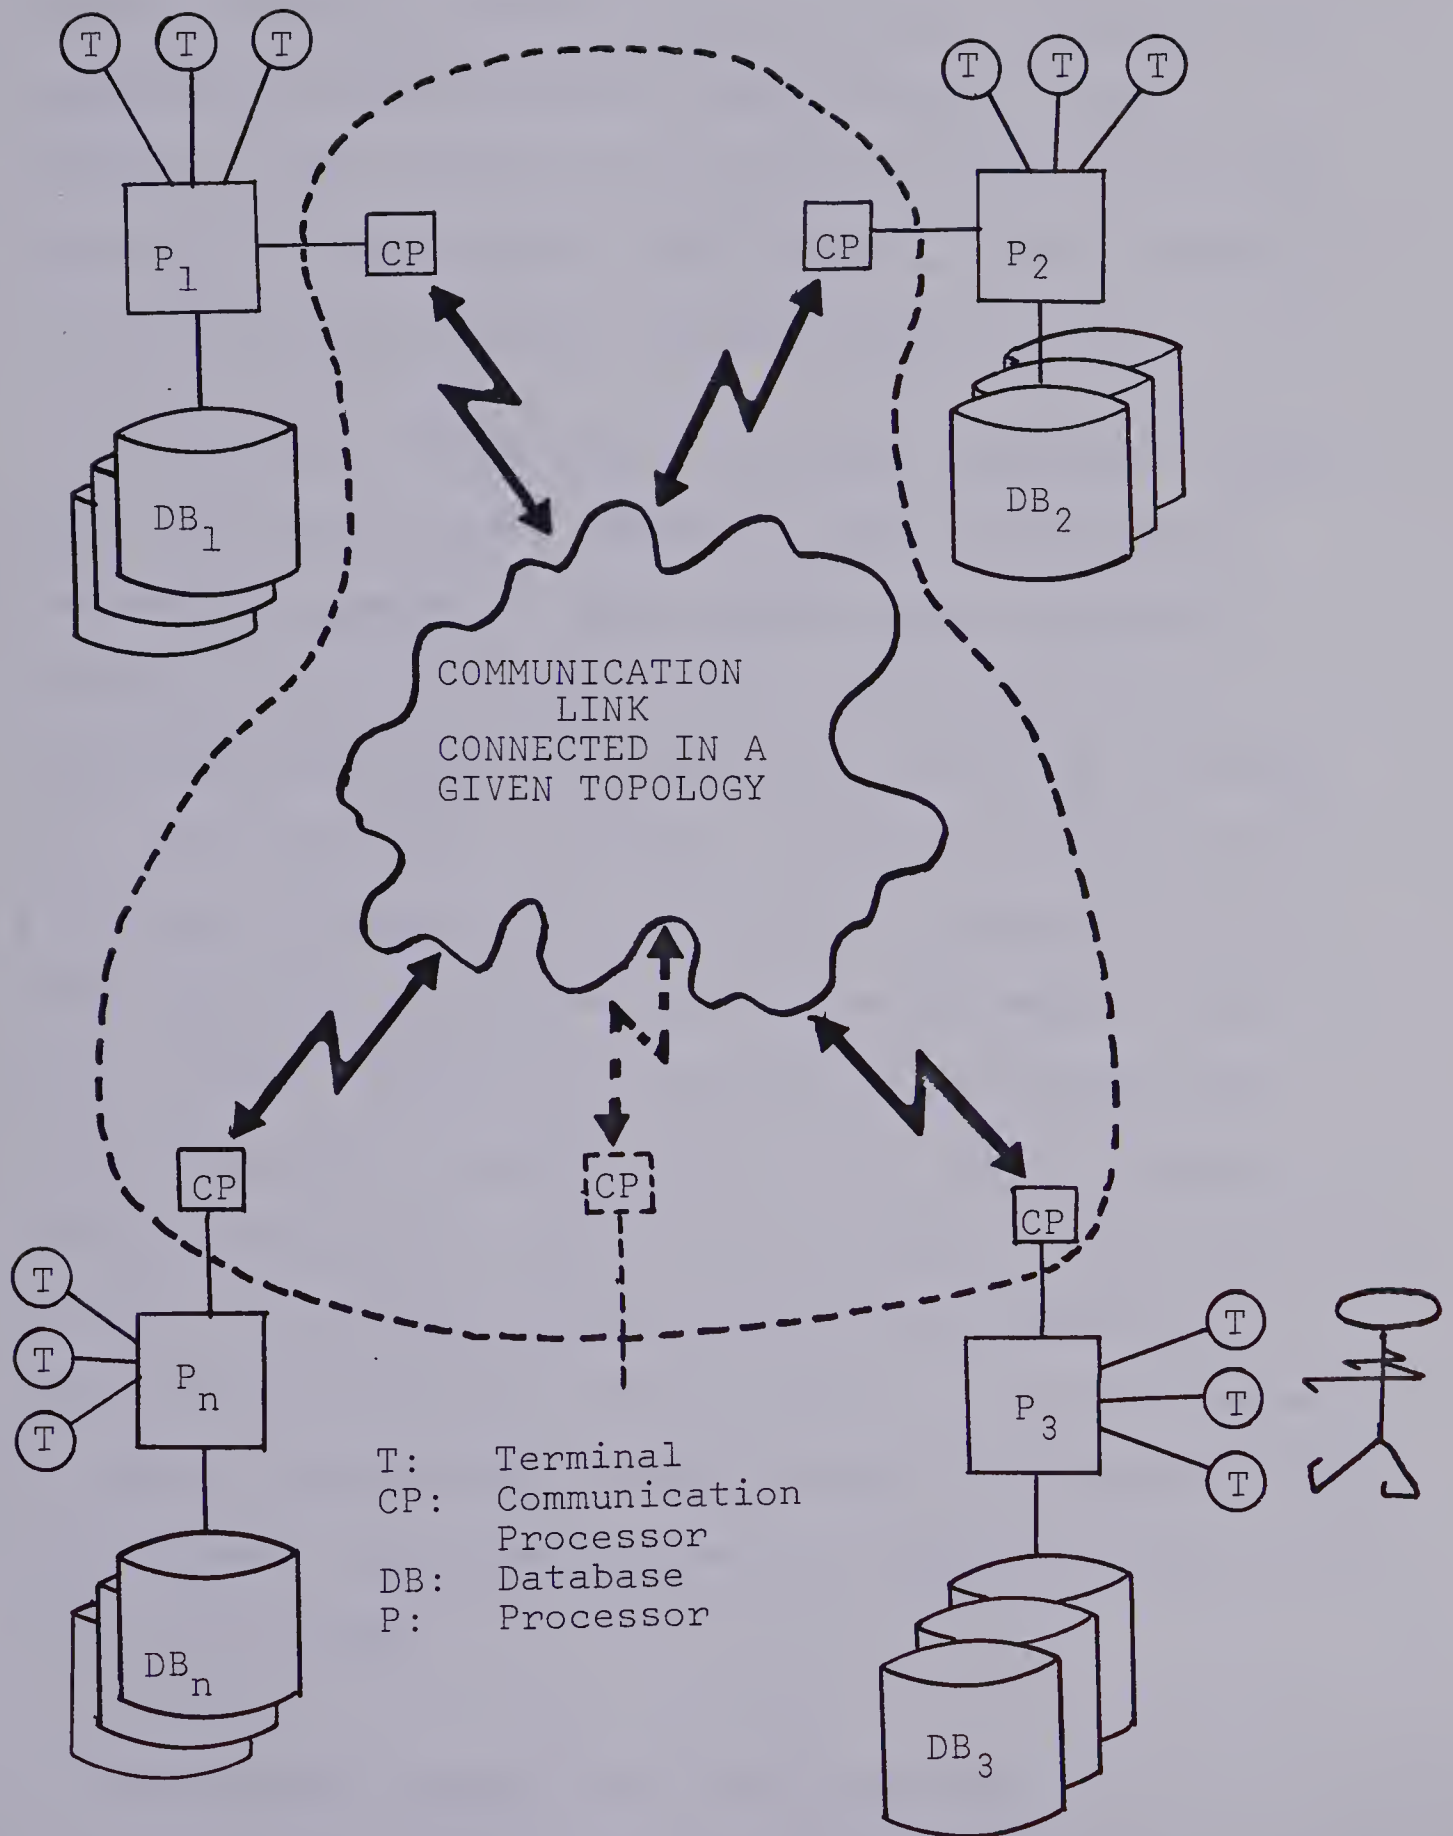 T T T
T T T
P1
CP
CP
P2
DB1
DB2
COMMUNICATION
LINK
CONNECTED IN A
GIVEN TOPOLOGY
CP
CP
CP
T
T
T
Pn
P3
T
T
T
T: Terminal
CP: Communication
Processor
DB: Database
P: Processor
DBn
DB3